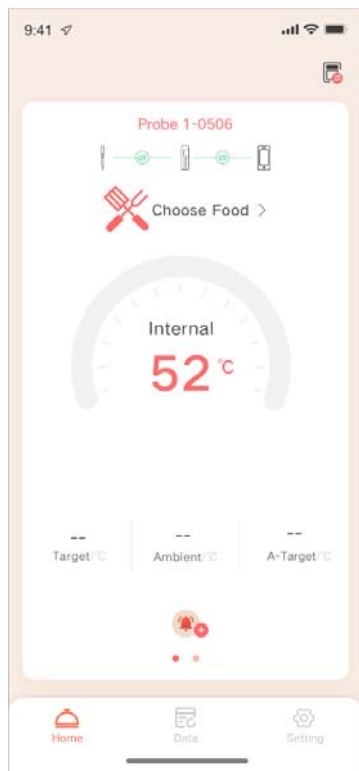 9:41
Probe 1-0506
Choose Food >
Internal
52 °C
-- -- --
Target/°C Ambient/°C A-Target/°C
Home Data Setting